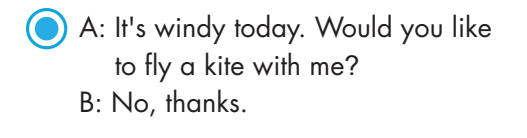 A: It's windy today. Would you like
to fly a kite with me?
B: No, thanks.